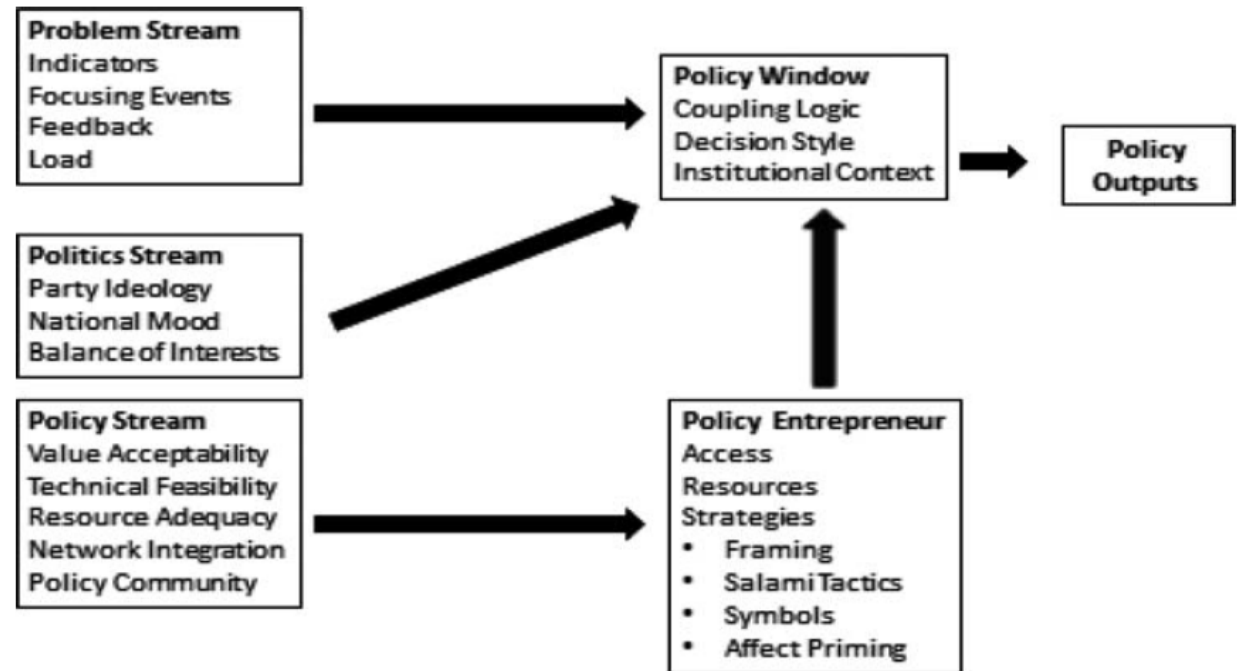 Problem Stream
Indicators
Focusing Events
Feedback
Load
Politics Stream
Party Ideology
National Mood
Balance of Interests
Policy Stream
Value Acceptability
Technical Feasibility
Resource Adequacy
Network Integration
Policy Community
Policy Window
Coupling Logic
Decision Style
Institutional Context
Policy Entrepreneur
Access
Resources
Strategies
• Framing
• Salami Tactics
• Symbols
• Affect Priming
Policy
Outputs